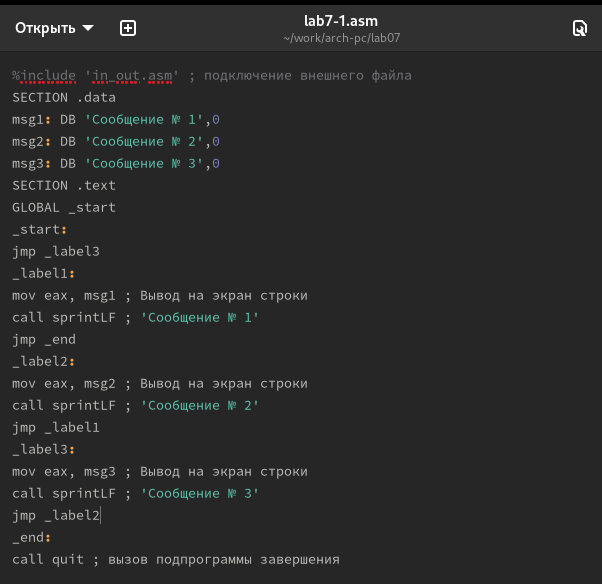 Открыть
lab7-1.asm
~/work/arch-pc/lab07
%include 'in_out.asm' ; подключение внешнего файла
SECTION .data
msg1: DB 'Сообщение № 1',0
msg2: DB 'Сообщение № 2',0
msg3: DB 'Сообщение № 3',0
SECTION .text
GLOBAL _start
_start:
jmp _label3
_label1:
mov eax, msg1 ; Вывод на экран строки
call sprintLF ; 'Сообщение № 1'
jmp _end
_label2:
mov eax, msg2 ; Вывод на экран строки
call sprintLF ; 'Сообщение № 2'
jmp _label1
_label3:
mov eax, msg3 ; Вывод на экран строки
call sprintLF ; 'Сообщение № 3'
jmp _label2
_end:
call quit ; вызов подпрограммы завершения